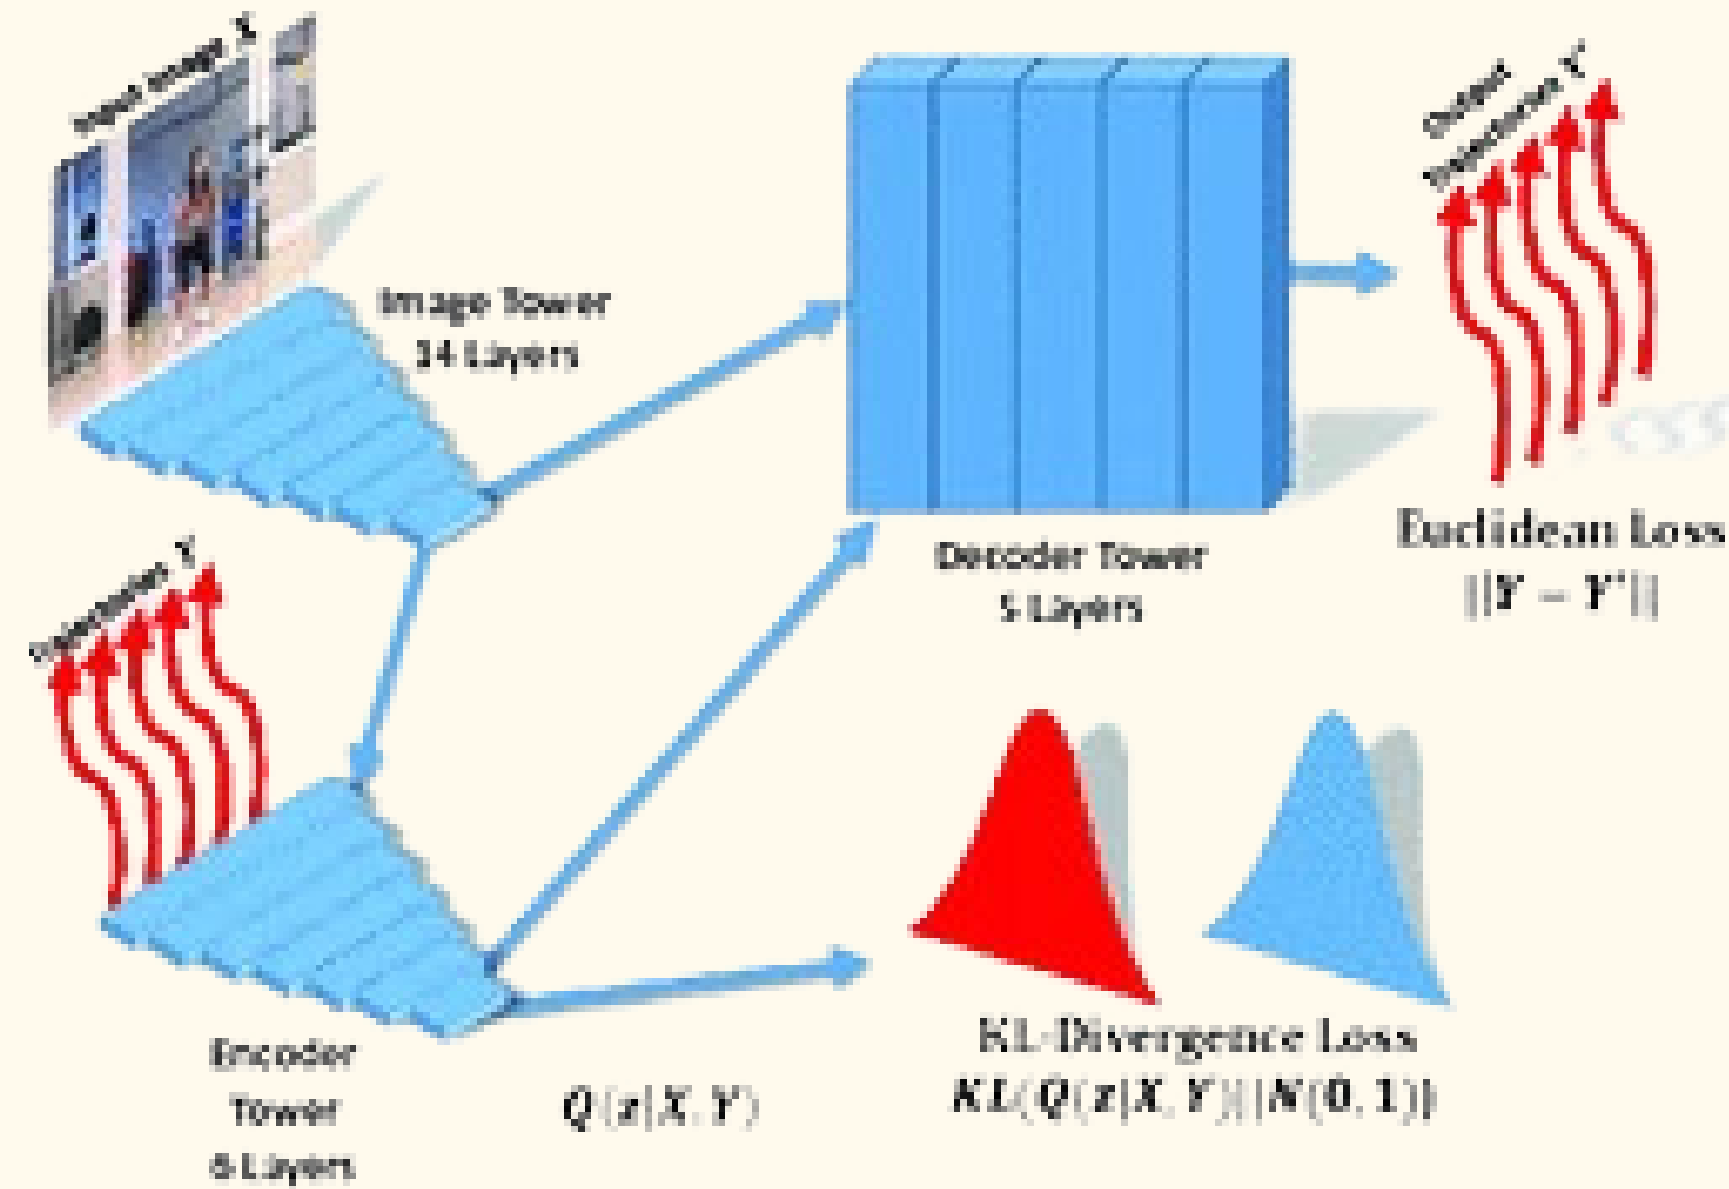 Input image X
Image Tower
14 Layers
Trajectories Y
Encoder
Tower
6 Layers
Q(z|X,Y)
Decoder Tower
5 Layers
Output
Trajectories Y'
Euclidean Loss
||Y − Y'||
KL-Divergence Loss
KL(Q(z|X,Y)||N(0,1))